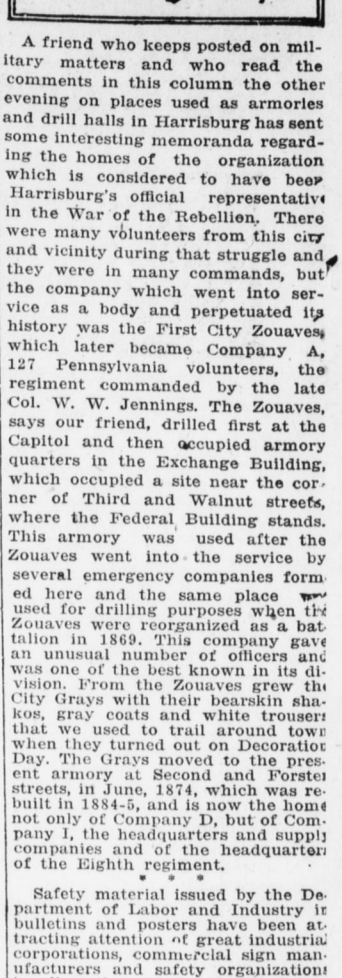 A friend who keeps posted on mil-
itary matters and who read the
comments in this column the other
evening on places used as armories
and drill halls in Harrisburg has sent
some interesting memoranda regard-
ing the homes of the organization
which is considered to have been
Harrisburg's official representative
in the War of the Rebellion. There
were many volunteers from this city
and vicinity during that struggle and
they were in many commands, but
the company which went into ser-
vice as a body and perpetuated its
history was the First City Zouaves,
which later became Company A,
127 Pennsylvania volunteers, the
regiment commanded by the late
Col. W. W. Jennings. The Zouaves,
says our friend, drilled first at the
Capitol and then occupied armory
quarters in the Exchange Building,
which occupied a site near the cor-
ner of Third and Walnut streets,
where the Federal Building stands.
This armory was used after the
Zouaves went into the service by
several emergency companies form
ed here and the same place
used for drilling purposes when the
Zouaves were reorganized as a bat
talion in 1869. This company gave
an unusual number of officers and
was one of the best known in its di-
vision. From the Zouaves grew the
City Grays with their bearskin sha-
kos, gray coats and white trousers
that we used to trail around town
when they turned out on Decoration
Day. The Grays moved to the pres-
ent armory at Second and Forster
streets, in June, 1874, which was re-
built in 1884-5, and is now the home
not only of Company D, but of Com-
pany I, the headquarters and supply
companies and of the headquarters
of the Eighth regiment.
* * *
Safety material issued by the De-
partment of Labor and Industry in
bulletins and posters have been at-
tracting attention of great industrial
corporations, commercial sign man-
ufacturers and safety organizations